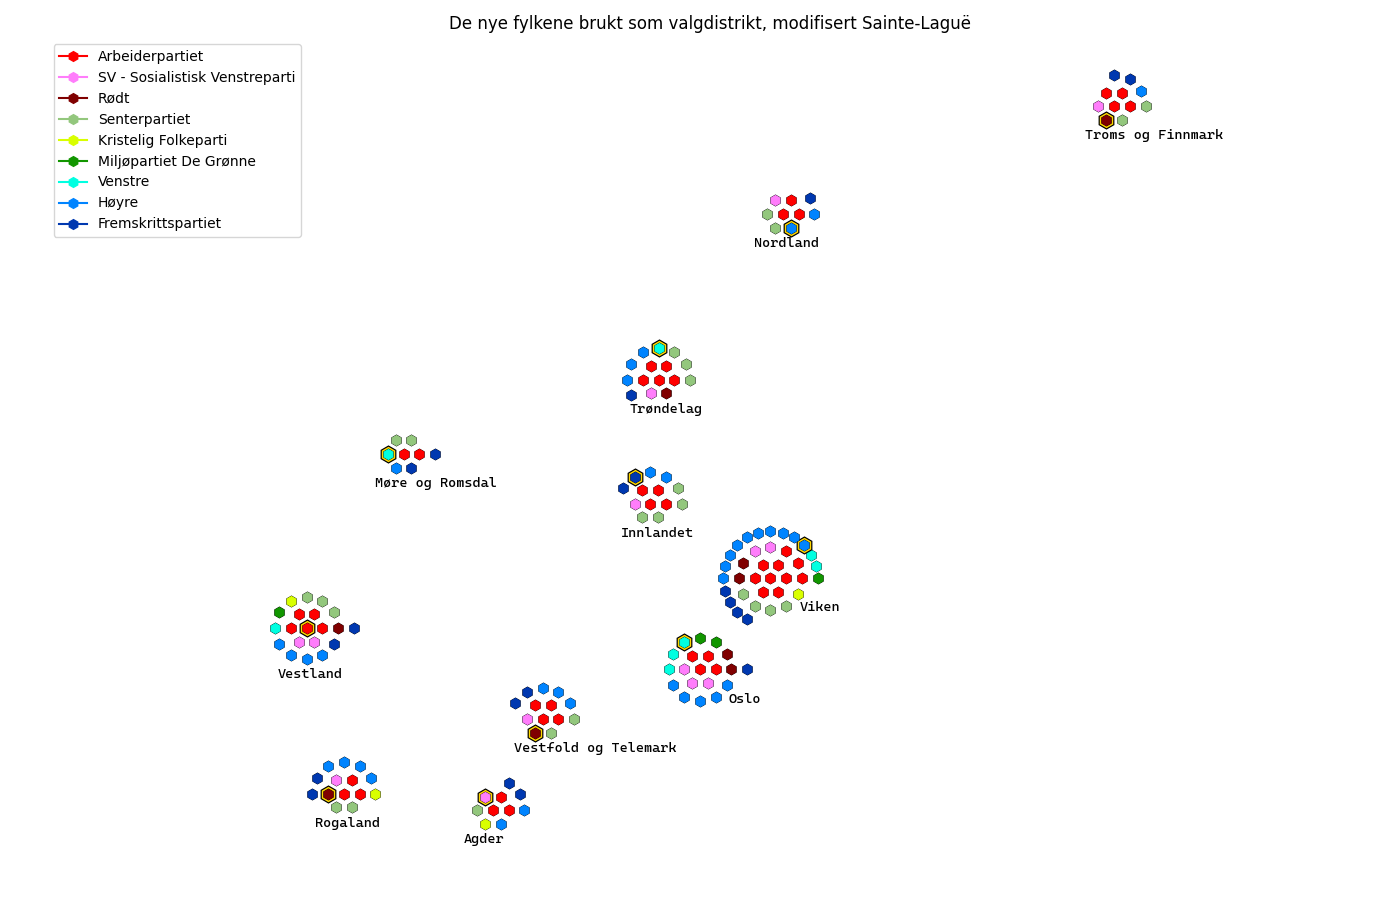 De nye fylkene brukt som valgdistrikt, modifisert Sainte-Laguë
Arbeiderpartiet
SV - Sosialistisk Venstreparti
Rødt
Senterpartiet
Kristelig Folkeparti
Miljøpartiet De Grønne
Venstre
Høyre
Fremskrittspartiet
Troms og Finnmark
Nordland
Trøndelag
Møre og Romsdal
Innlandet
Viken
Vestland
Oslo
Vestfold og Telemark
Rogaland
Agder